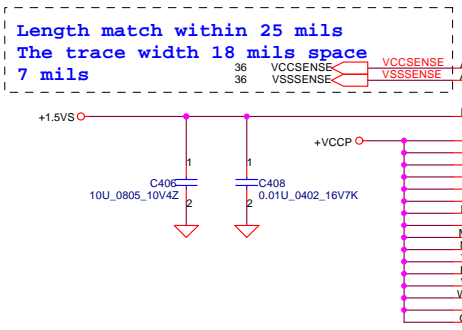 Length match within 25 mils
The trace width 18 mils space
7 mils
36 VCCSENSE VCCSENSE
36 VSSSENSE VSSSENSE
+1.5VS
+VCCP
1 1
C406 C408
10U_0805_10V4Z 0.01U_0402_16V7K
2 2